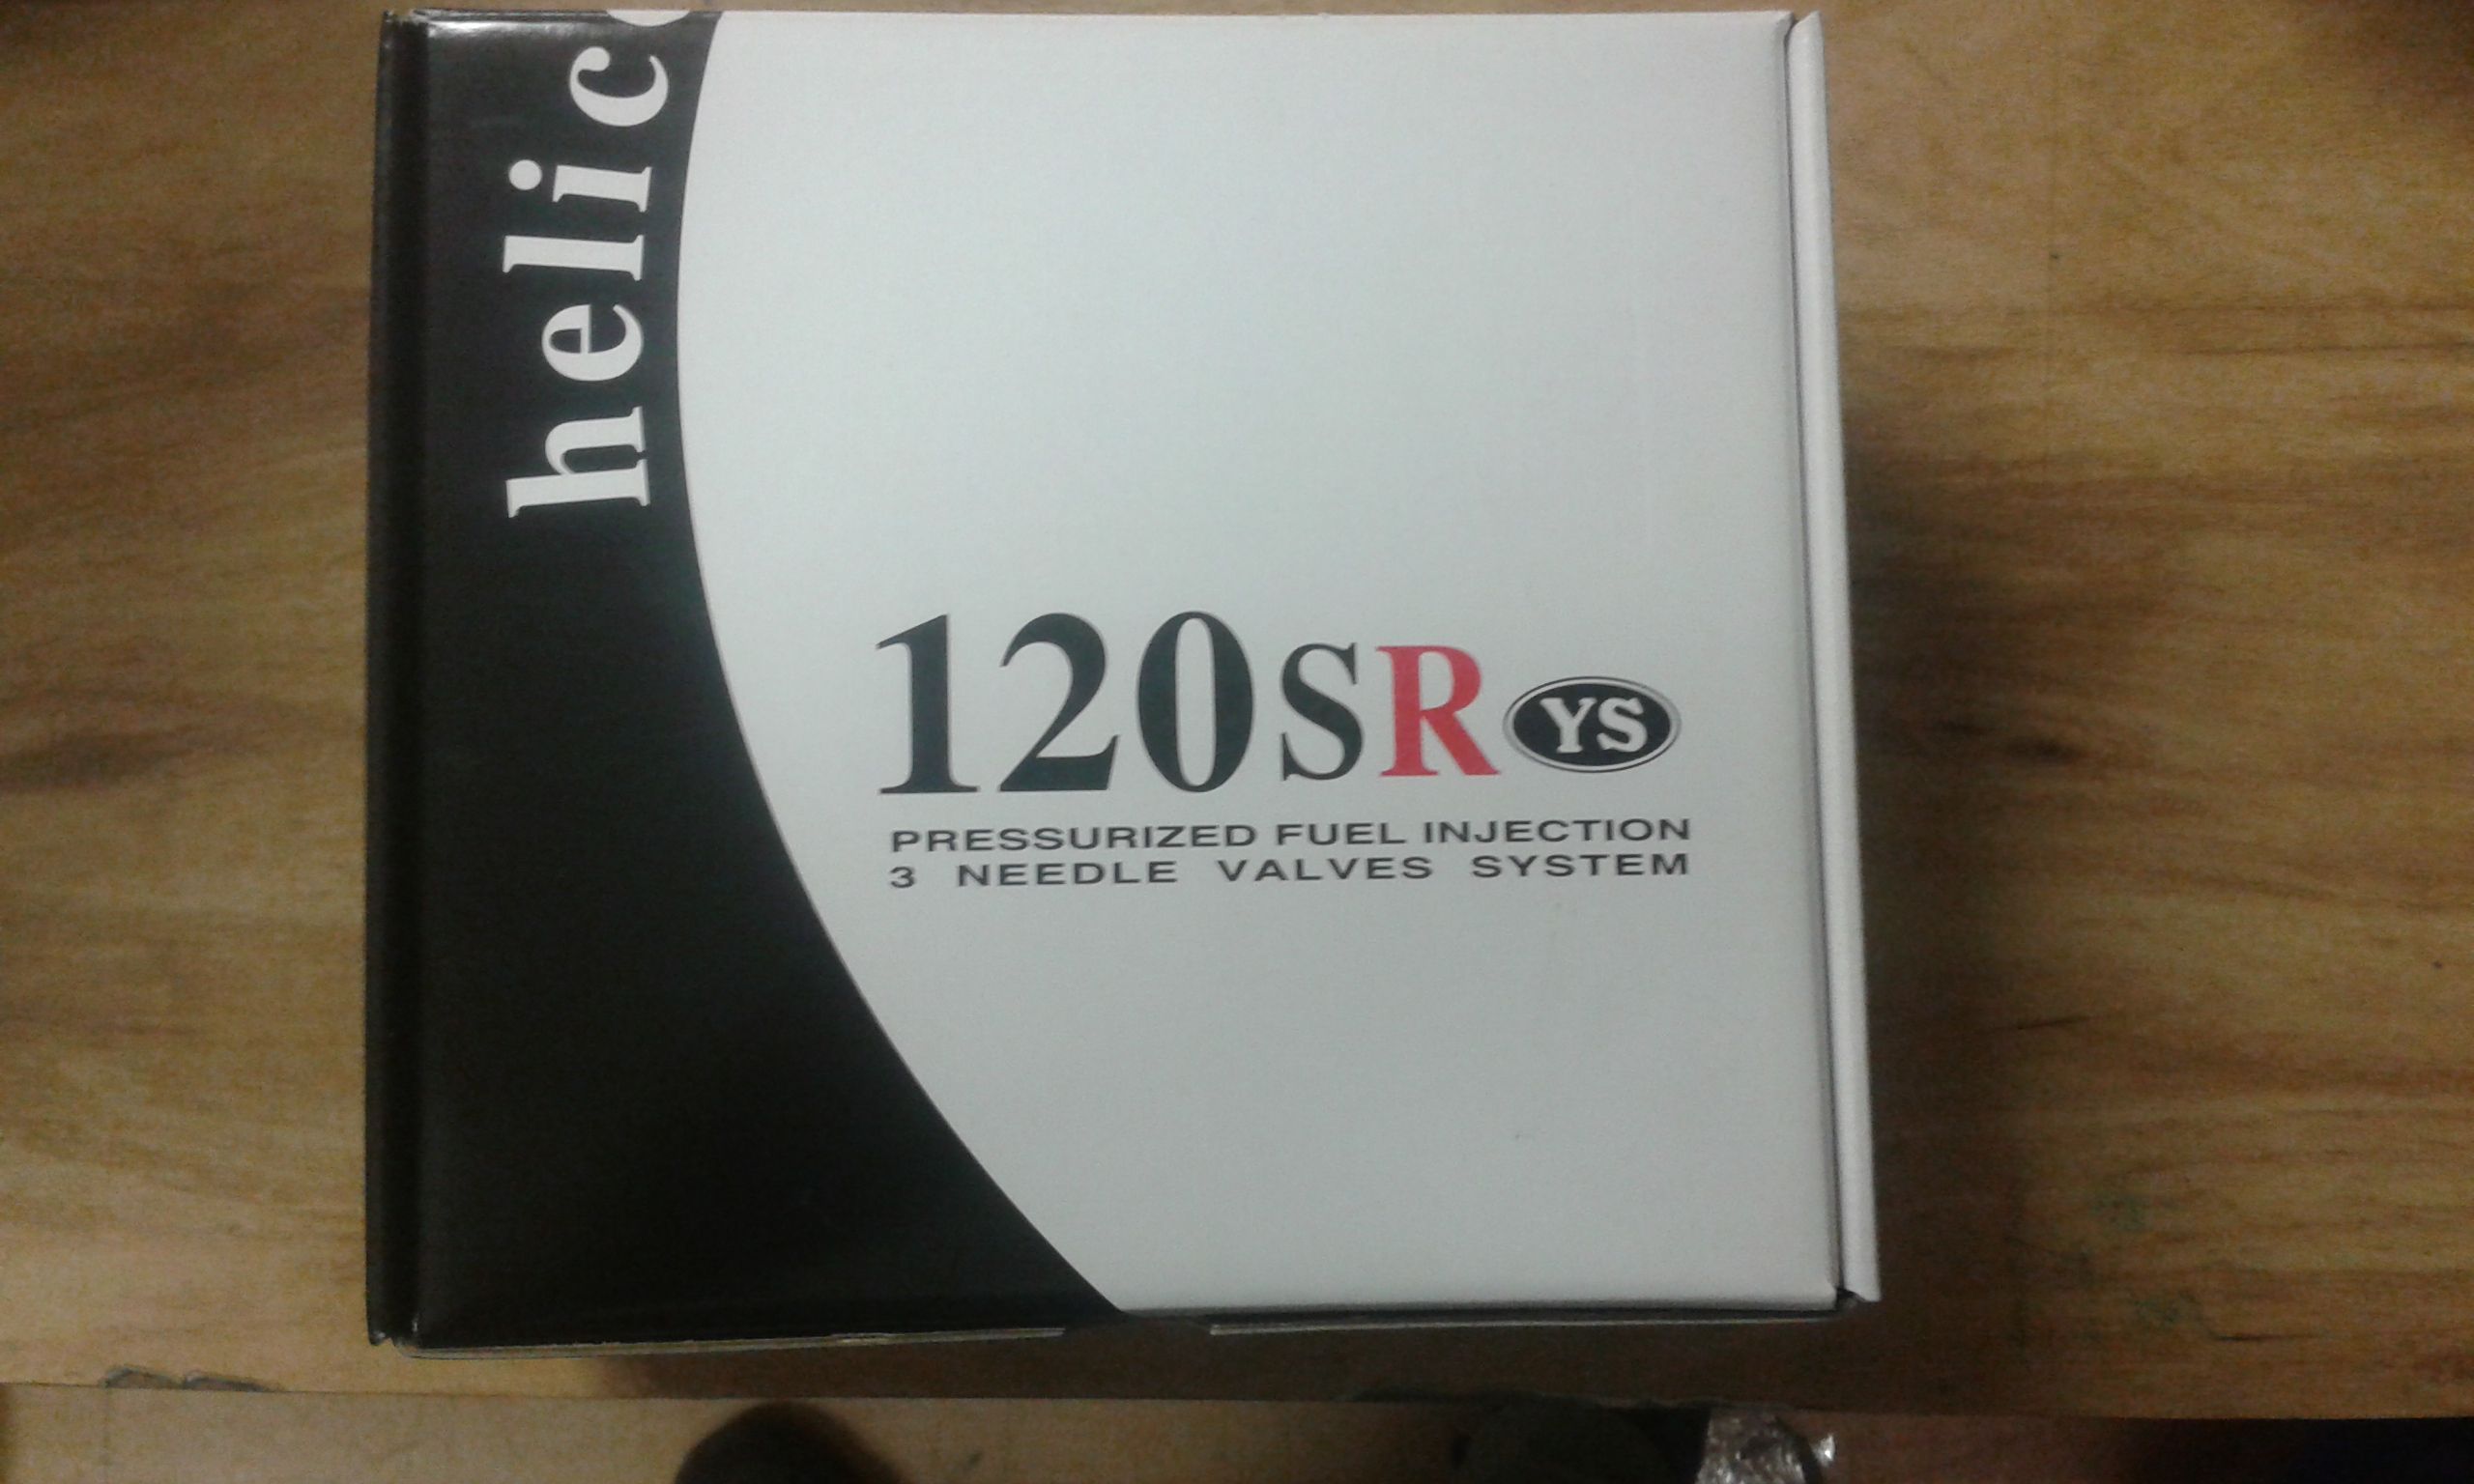 helic
120SR YS
PRESSURIZED FUEL INJECTION
3 NEEDLE VALVES SYSTEM